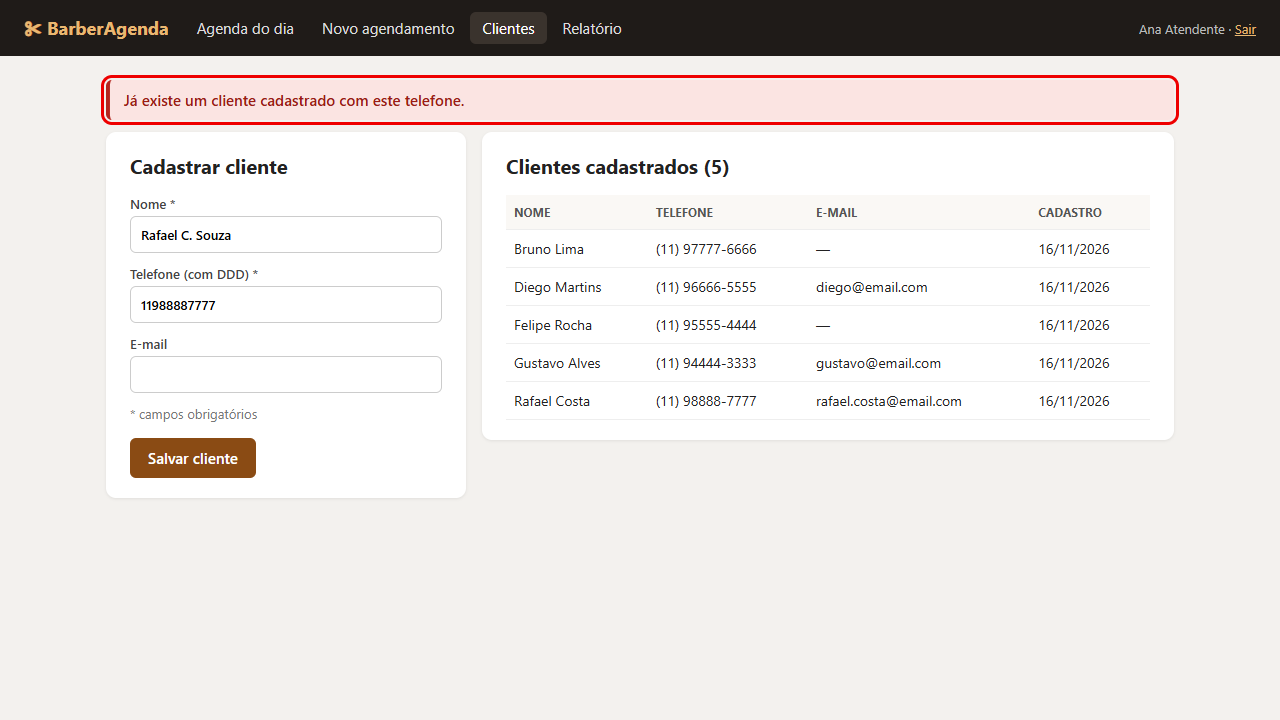 BarberAgenda Agenda do dia Novo agendamento Clientes Relatório Ana Atendente · Sair
Já existe um cliente cadastrado com este telefone.
Cadastrar cliente
Nome *
Rafael C. Souza
Telefone (com DDD) *
11988887777
E-mail
* campos obrigatórios
Salvar cliente
Clientes cadastrados (5)
NOME TELEFONE E-MAIL CADASTRO
Bruno Lima (11) 97777-6666 — 16/11/2026
Diego Martins (11) 96666-5555 diego@email.com 16/11/2026
Felipe Rocha (11) 95555-4444 — 16/11/2026
Gustavo Alves (11) 94444-3333 gustavo@email.com 16/11/2026
Rafael Costa (11) 98888-7777 rafael.costa@email.com 16/11/2026